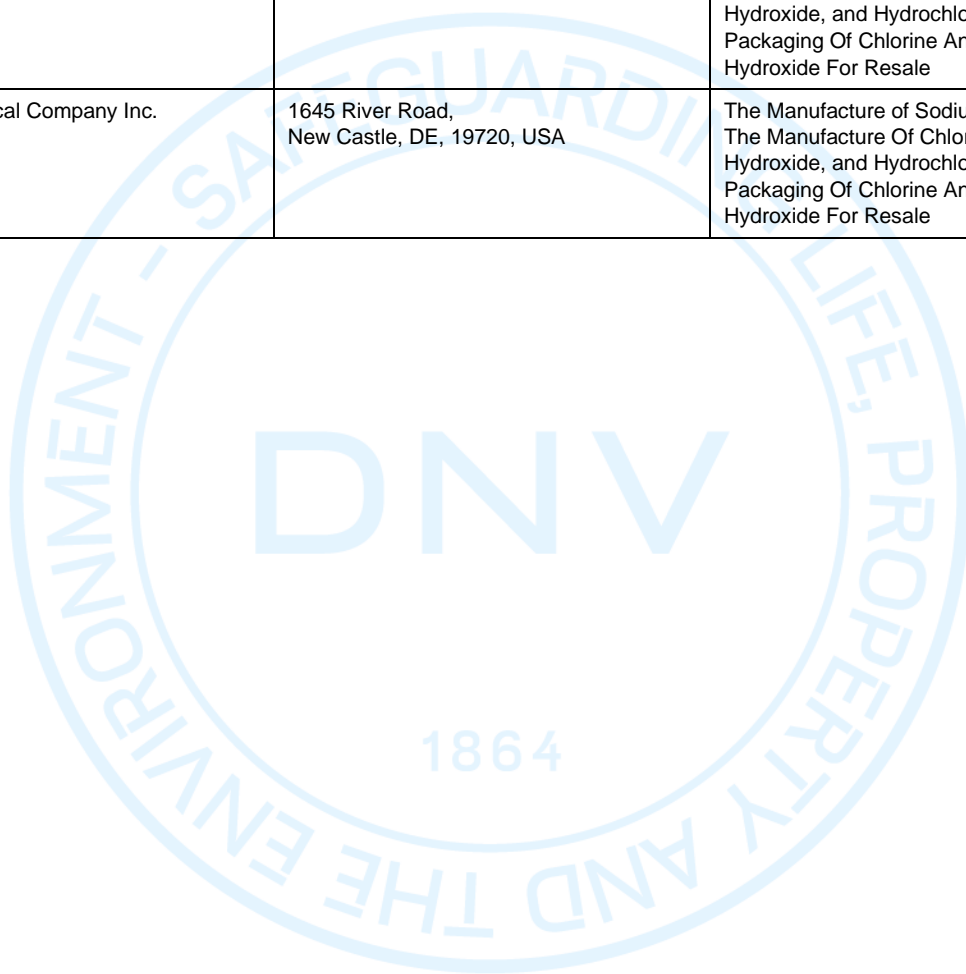 Hydroxide, and Hydrochlo
Packaging Of Chlorine An
Hydroxide For Resale
cal Company Inc.
1645 River Road,
New Castle, DE, 19720, USA
The Manufacture of Sodiu
The Manufacture Of Chlor
Hydroxide, and Hydrochlo
Packaging Of Chlorine An
Hydroxide For Resale
SAFEGUARDING LIFE, PROPERTY AND THE ENVIRONMENT -
DNV
1864